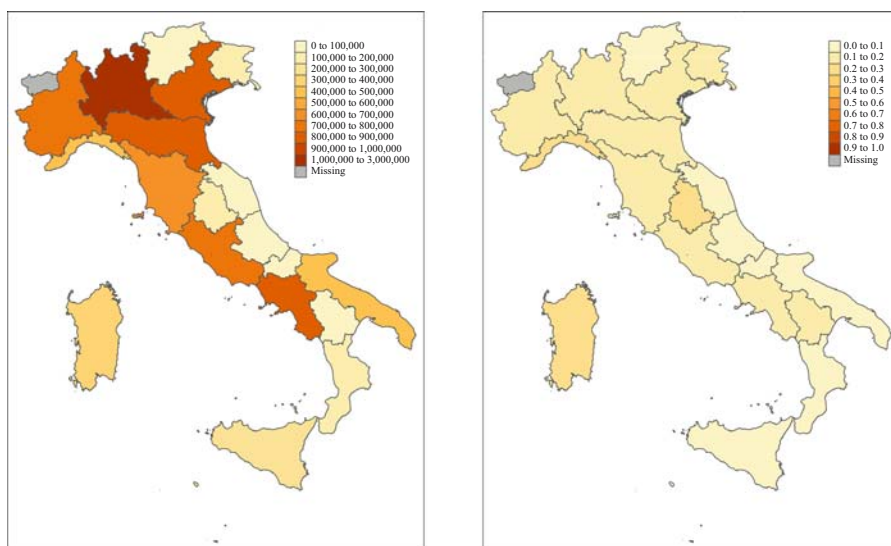 0 to 100,000
100,000 to 200,000
200,000 to 300,000
300,000 to 400,000
400,000 to 500,000
500,000 to 600,000
600,000 to 700,000
700,000 to 800,000
800,000 to 900,000
900,000 to 1,000,000
1,000,000 to 3,000,000
Missing
0.0 to 0.1
0.1 to 0.2
0.2 to 0.3
0.3 to 0.4
0.4 to 0.5
0.5 to 0.6
0.6 to 0.7
0.7 to 0.8
0.8 to 0.9
0.9 to 1.0
Missing